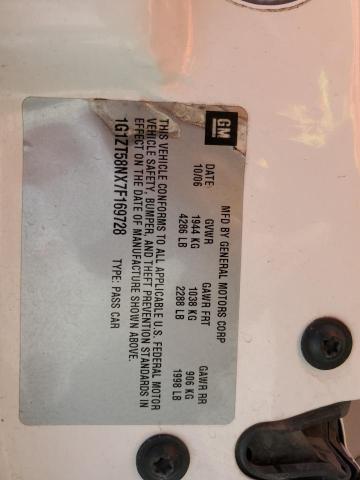 GM
MFD BY GENERAL MOTORS CORP
DATE: GVWR GAWR FRT GAWR RR
10/06 1944 KG 1038 KG 906 KG
4286 LB 2288 LB 1998 LB
THIS VEHICLE CONFORMS TO ALL APPLICABLE U.S. FEDERAL MOTOR
VEHICLE SAFETY, BUMPER, AND THEFT PREVENTION STANDARDS IN
EFFECT ON THE DATE OF MANUFACTURE SHOWN ABOVE.
1G1ZT58NX7F169728 TYPE: PASS CAR